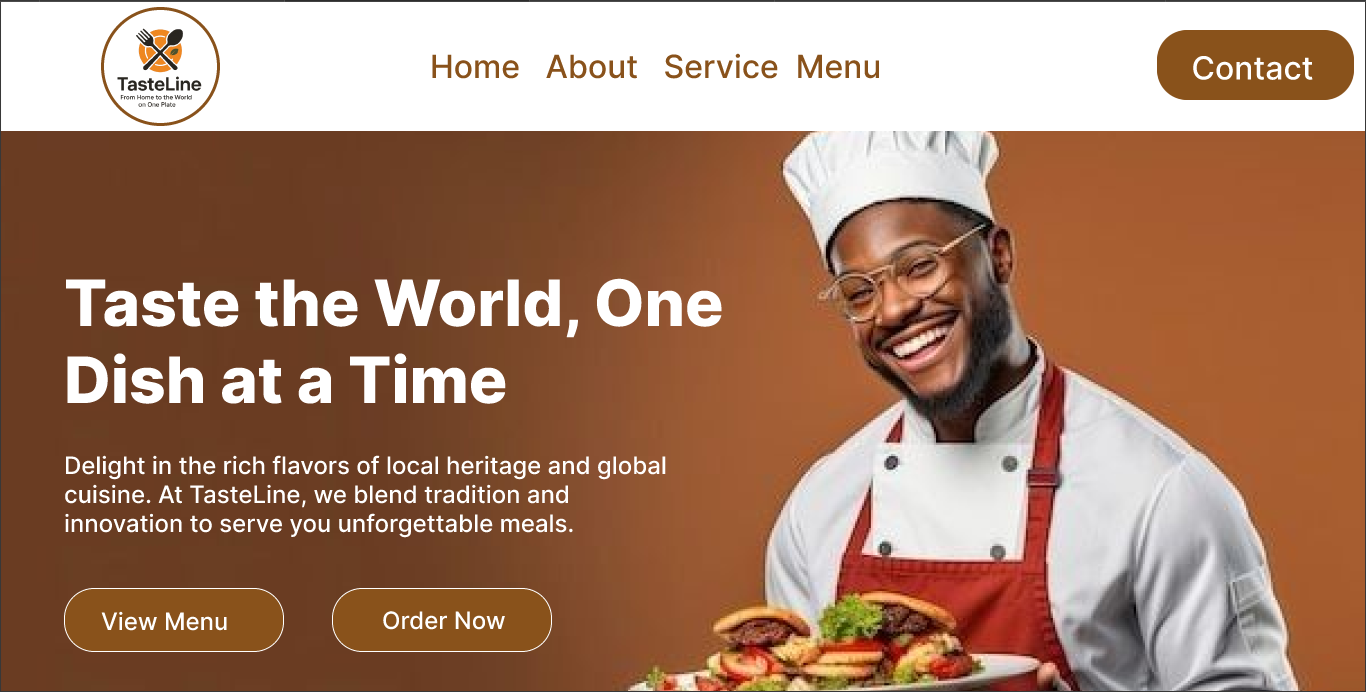 TasteLine
From Home to the World
on One Plate
Home About Service Menu
Contact
Taste the World, One
Dish at a Time
Delight in the rich flavors of local heritage and global
cuisine. At TasteLine, we blend tradition and
innovation to serve you unforgettable meals.
View Menu
Order Now